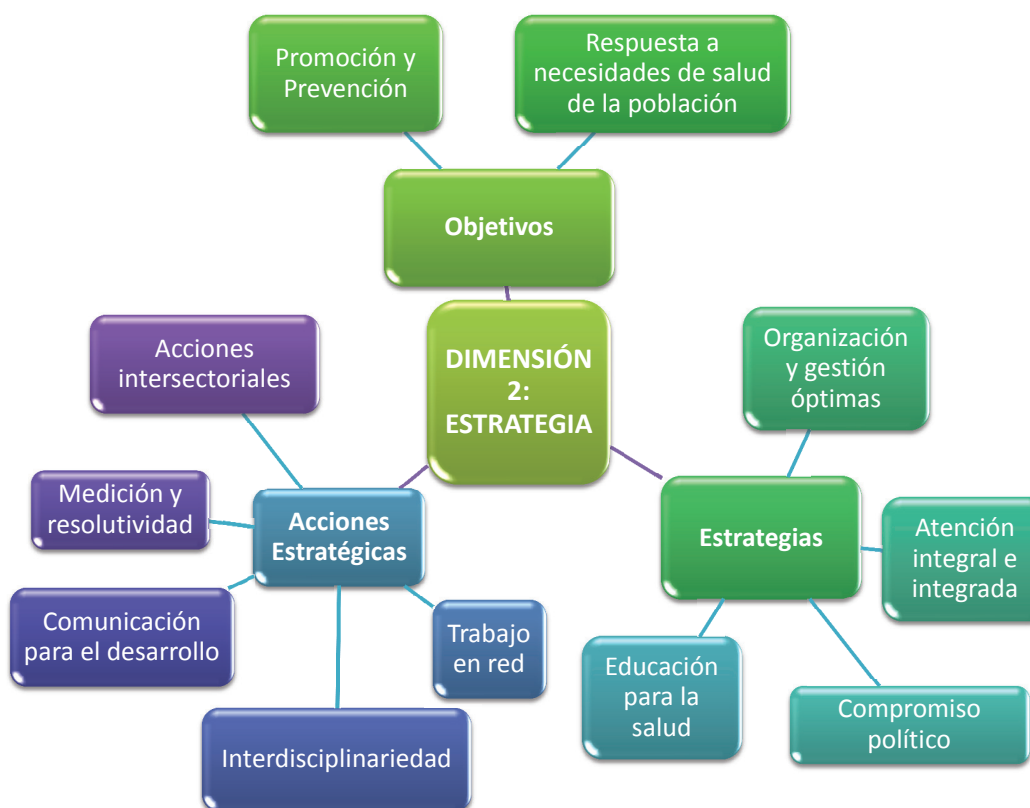 Promoción y
Prevención
Respuesta a
necesidades de salud
de la población
Objetivos
DIMENSIÓN
2:
ESTRATEGIA
Acciones
intersectoriales
Medición y
resolutividad
Comunicación
para el desarrollo
Acciones
Estratégicas
Trabajo
en red
Interdisciplinariedad
Organización
y gestión
óptimas
Estrategias
Atención
integral e
integrada
Educación
para la
salud
Compromiso
político